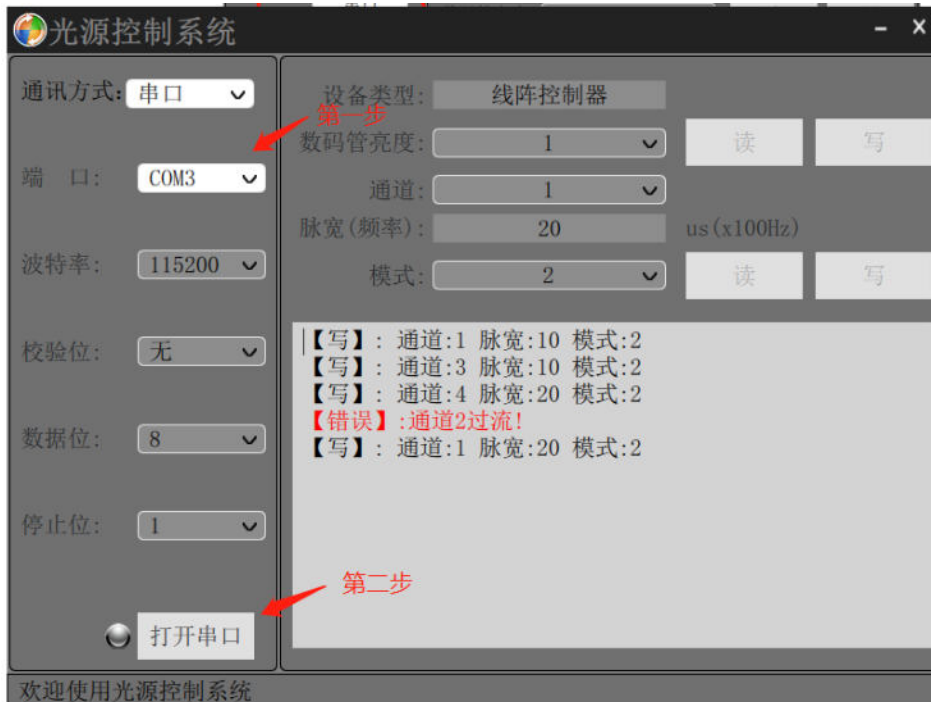 光源控制系统
通讯方式: 串口
设备类型: 线阵控制器
第一步
数码管亮度: 1 读 写
端 口: COM3
通道: 1
脉宽(频率): 20 us(x100Hz)
波特率: 115200
模式: 2 读 写
【写】: 通道:1 脉宽:10 模式:2
校验位: 无
【写】: 通道:3 脉宽:10 模式:2
【写】: 通道:4 脉宽:20 模式:2
【错误】:通道2过流!
数据位: 8
【写】: 通道:1 脉宽:20 模式:2
停止位: 1
第二步
打开串口
欢迎使用光源控制系统